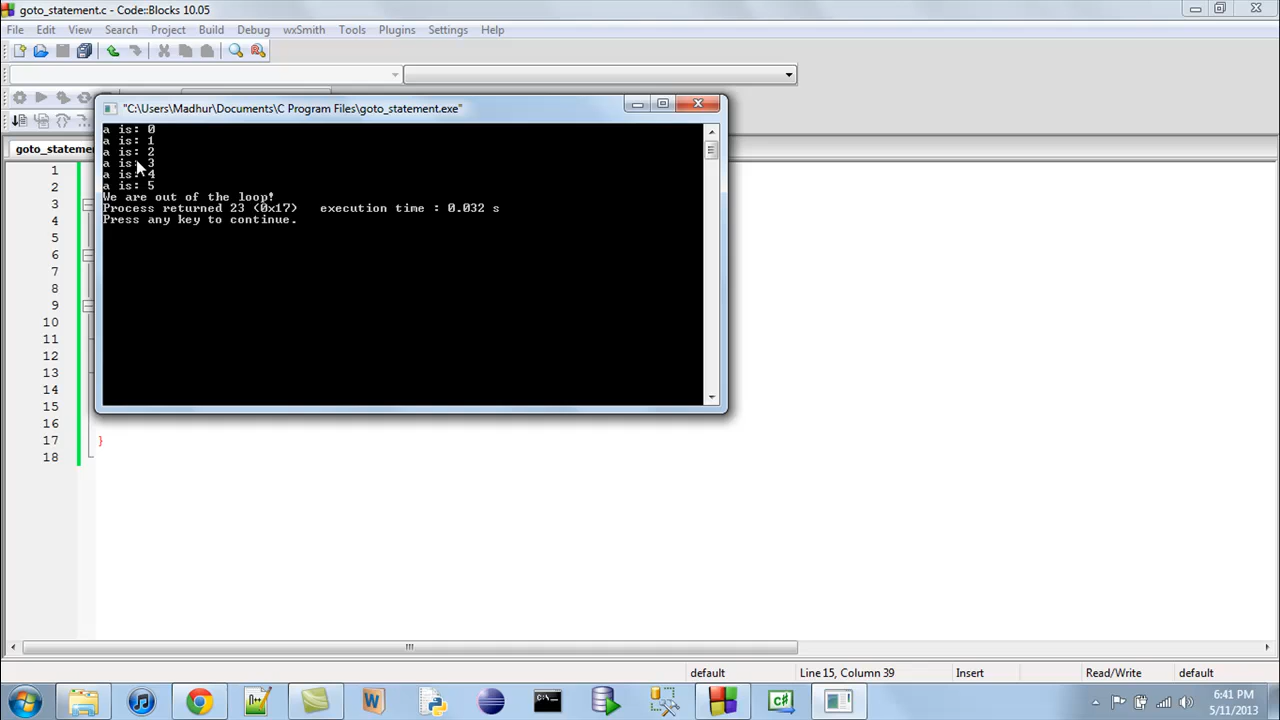 goto_statement.c - Code::Blocks 10.05
File Edit View Search Project Build Debug wxSmith Tools Plugins Settings Help
"C:\Users\Madhur\Documents\C Program Files\goto_statement.exe"
a is: 0
a is: 1
a is: 2
a is: 3
a is: 4
a is: 5
We are out of the loop!
Process returned 23 (0x17)   execution time : 0.032 s
Press any key to continue.
goto_stateme
1
2
3
4
5
6
7
8
9
10
11
12
13
14
15
16
17 }
18
default Line 15, Column 39 Insert Read/Write default
6:41 PM
5/11/2013